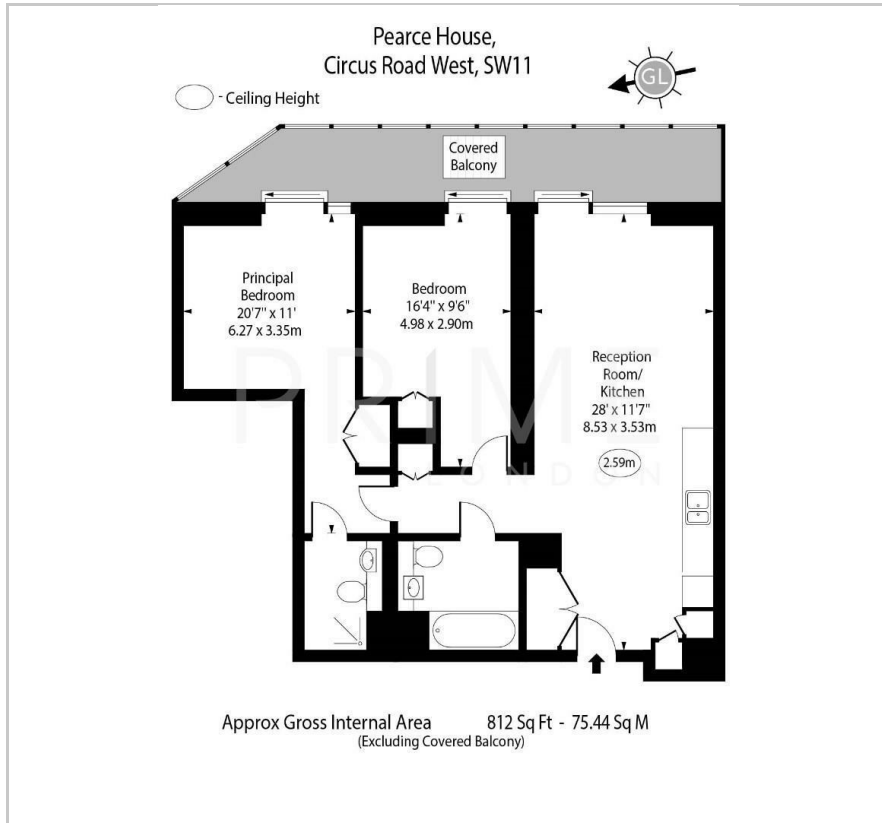 Pearce House,
Circus Road West, SW11
GL
- Ceiling Height
Covered
Balcony
Principal
Bedroom
20'7" x 11'
6.27 x 3.35m
Bedroom
16'4" x 9'6"
4.98 x 2.90m
Reception
Room/
Kitchen
28' x 11'7"
8.53 x 3.53m
2.59m
PRIME
LONDON
Approx Gross Internal Area 812 Sq Ft - 75.44 Sq M
(Excluding Covered Balcony)